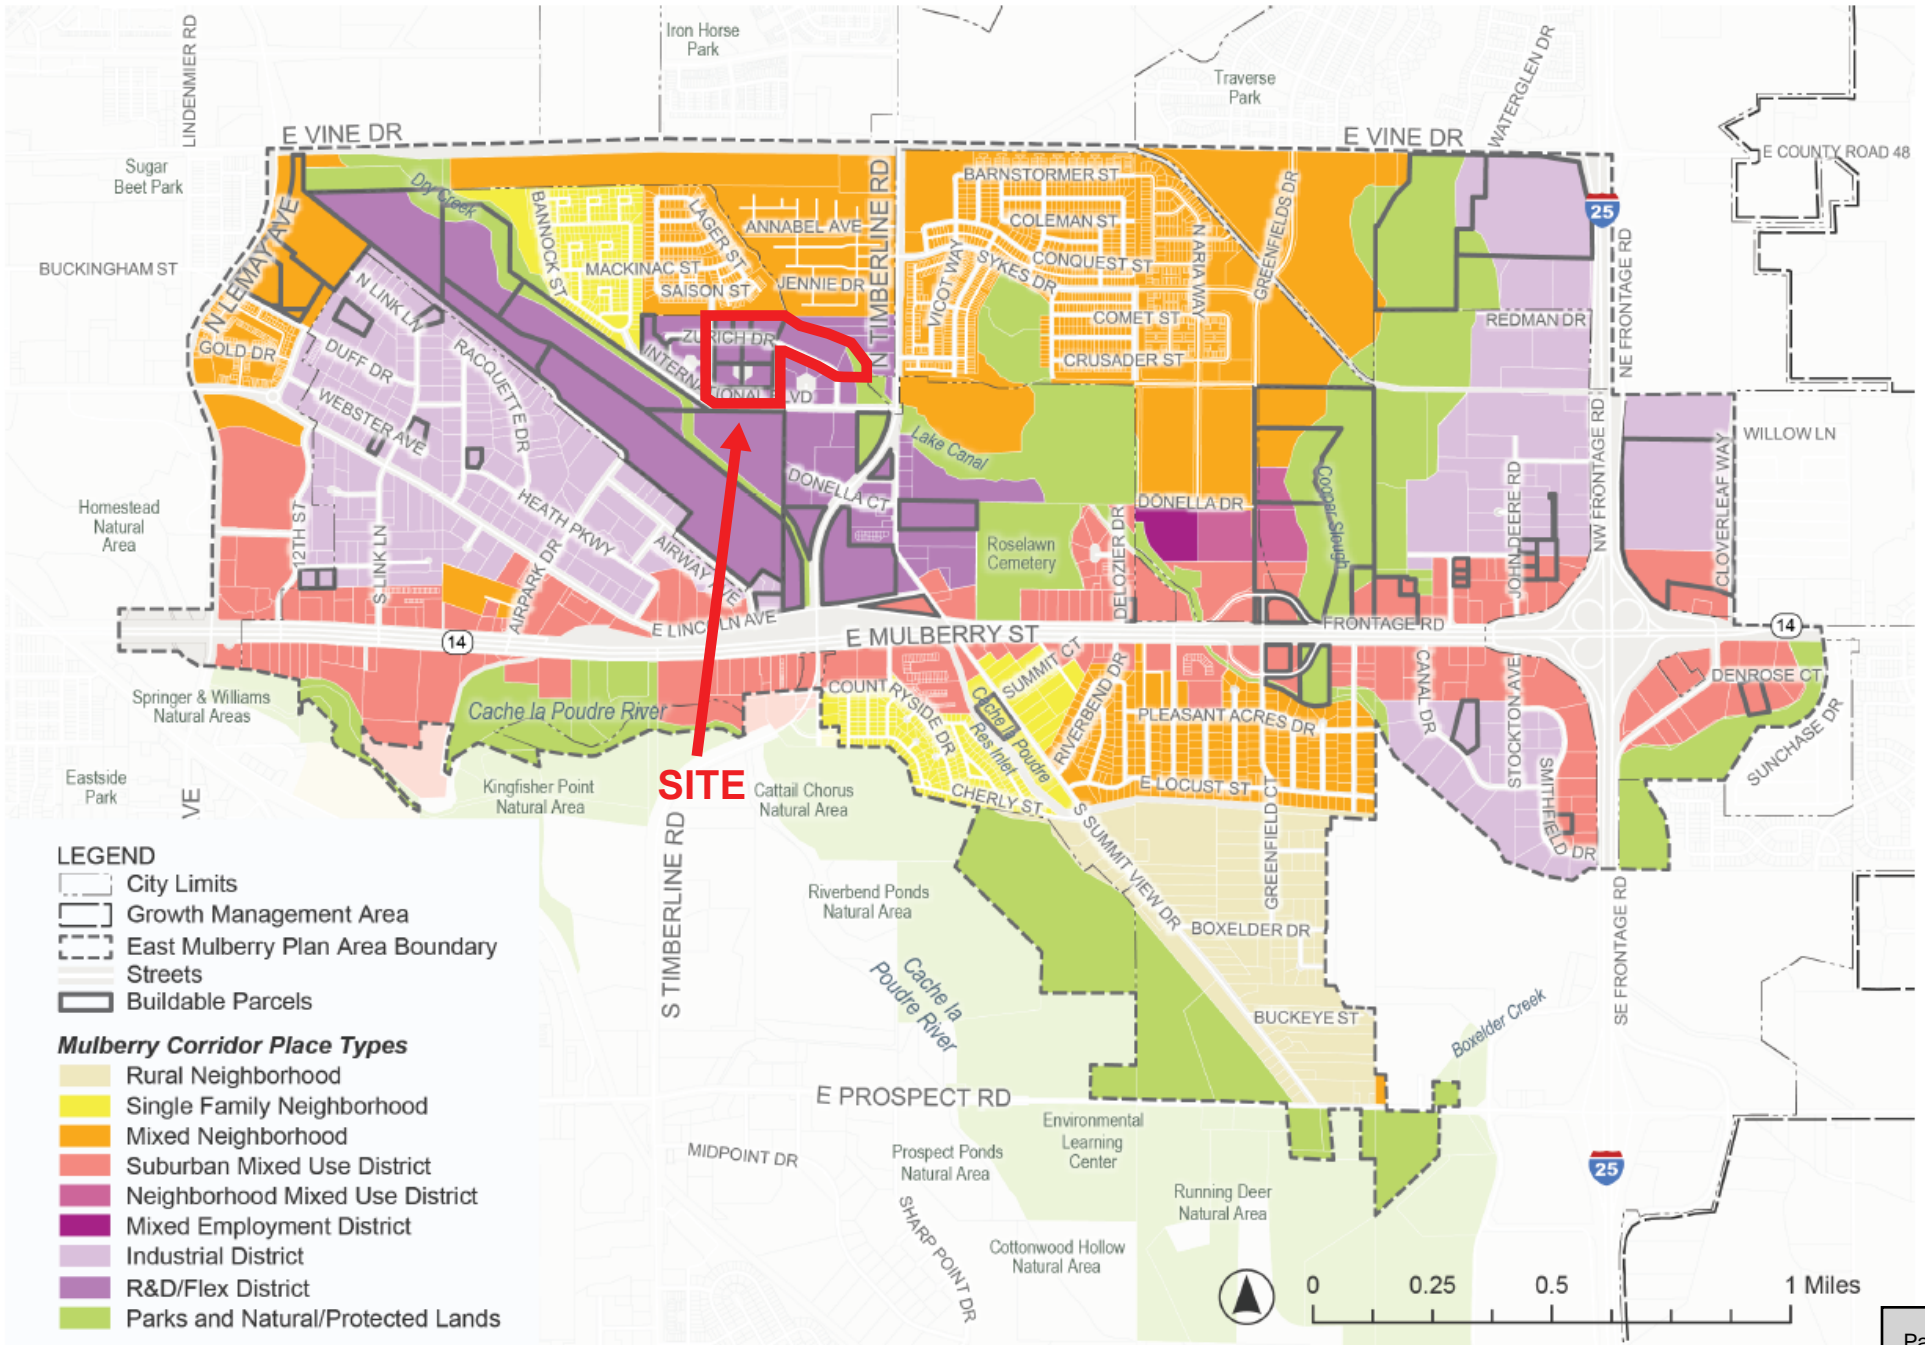 LINDENMIER RD
Iron Horse
Park
Traverse
Park
WATERGLEN DR
E VINE DR
E VINE DR
E COUNTY ROAD 48
Sugar
Beet Park
Dry Creek
BANNOCK ST
LAGER ST
ANNABEL AVE
N TIMBERLINE RD
BARNSTORMER ST
COLEMAN ST
N ARIA WAY
GREENFIELDS DR
25
NE FRONTAGE RD
BUCKINGHAM ST
N LEMAY AVE
N LINK LN
MACKINAC ST
SAISON ST
JENNIE DR
VICOT WAY
SYKES DR
CONQUEST ST
COMET ST
CRUSADER ST
REDMAN DR
GOLD DR
DUFF DR
RACQUETTE DR
WEBSTER AVE
ZURICH DR
INTERNATIONAL BLVD
Lake Canal
WILLOW LN
Homestead
Natural
Area
12TH ST
S LINK LN
HEATH PKWY
AIRPARK DR
AIRWAY AVE
DONELLA CT
Roselawn
Cemetery
DELOZIER DR
DONELLA DR
Cooper Slough
JOHN DEERE RD
NW FRONTAGE RD
CLOVERLEAF WAY
14
E LINCOLN AVE
E MULBERRY ST
FRONTAGE RD
14
Springer & Williams
Natural Areas
Cache la Poudre River
COUNTRYSIDE DR
SUMMIT CT
Cache la Poudre
Res Inlet
RIVERBEND DR
PLEASANT ACRES DR
CANAL DR
STOCKTON AVE
DENROSE CT
SUNCHASE DR
Eastside
Park
VE
Kingfisher Point
Natural Area
SITE
Cattail Chorus
Natural Area
CHERLY ST
E LOCUST ST
SMITHFIELD DR
S TIMBERLINE RD
S SUMMIT VIEW DR
GREENFIELD CT
Riverbend Ponds
Natural Area
BOXELDER DR
SE FRONTAGE RD
Cache la
Poudre River
BUCKEYE ST
Boxelder Creek
E PROSPECT RD
Environmental
Learning
Center
MIDPOINT DR
Prospect Ponds
Natural Area
25
Running Deer
Natural Area
SHARP POINT DR
Cottonwood Hollow
Natural Area
LEGEND
City Limits
Growth Management Area
East Mulberry Plan Area Boundary
Streets
Buildable Parcels
Mulberry Corridor Place Types
Rural Neighborhood
Single Family Neighborhood
Mixed Neighborhood
Suburban Mixed Use District
Neighborhood Mixed Use District
Mixed Employment District
Industrial District
R&D/Flex District
Parks and Natural/Protected Lands
0 0.25 0.5 1 Miles
Pa